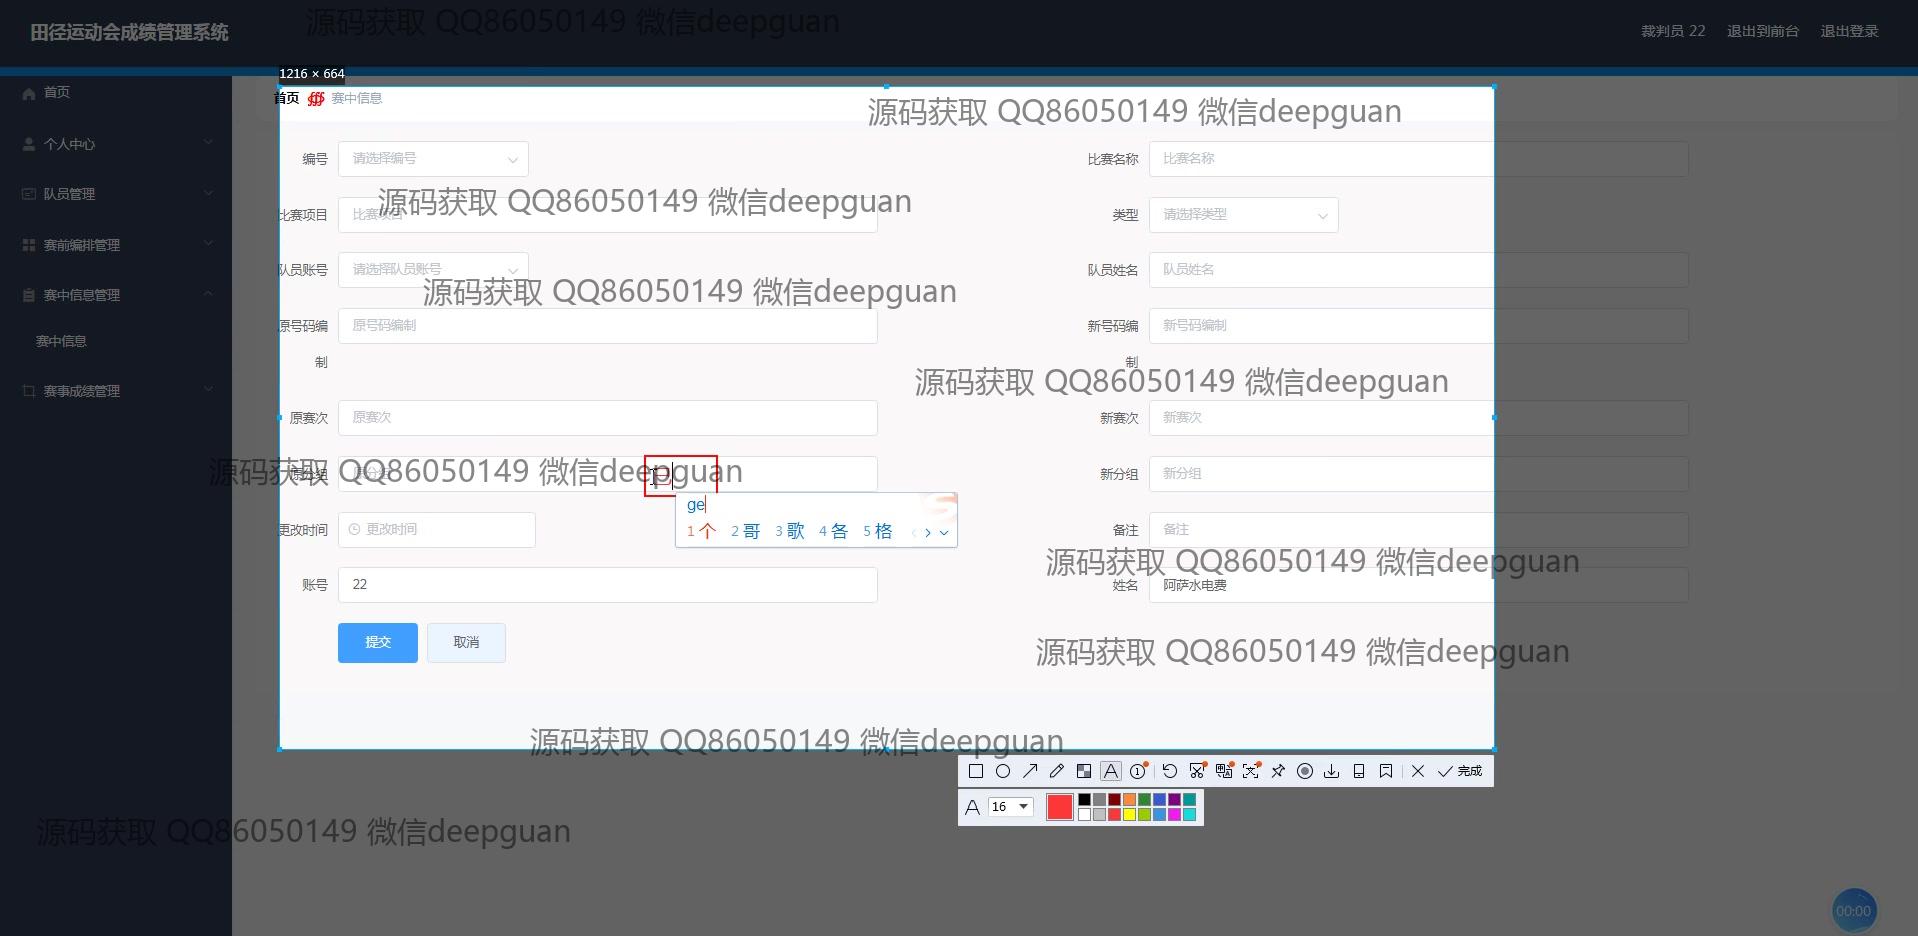 田径运动会成绩管理系统
源码获取 QQ86050149 微信deepguan
裁判员 22 退出到前台 退出登录
1216 × 664
首页
首页 赛中信息
源码获取 QQ86050149 微信deepguan
个人中心
编号 请选择编号
比赛名称 比赛名称
队员管理
源码获取 QQ86050149 微信deepguan
比赛项目 比赛项目
类型 请选择类型
赛前编排管理
队员账号 请选择队员账号
队员姓名 队员姓名
赛中信息管理
源码获取 QQ86050149 微信deepguan
原号码编制 原号码编制
新号码编制 新号码编制
赛中信息
源码获取 QQ86050149 微信deepguan
赛事成绩管理
原赛次 原赛次
新赛次 新赛次
源码获取 QQ86050149 微信deepguan
原分组 原分组
新分组 新分组
ge
1 个 2 哥 3 歌 4 各 5 格
更改时间 更改时间
备注 备注
源码获取 QQ86050149 微信deepguan
账号 22
姓名 阿萨水电费
提交 取消
源码获取 QQ86050149 微信deepguan
源码获取 QQ86050149 微信deepguan
完成
A 16
源码获取 QQ86050149 微信deepguan
00:00